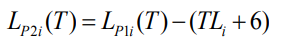 L_{P2i}(T) = L_{P1i}(T) − (TL_i + 6)